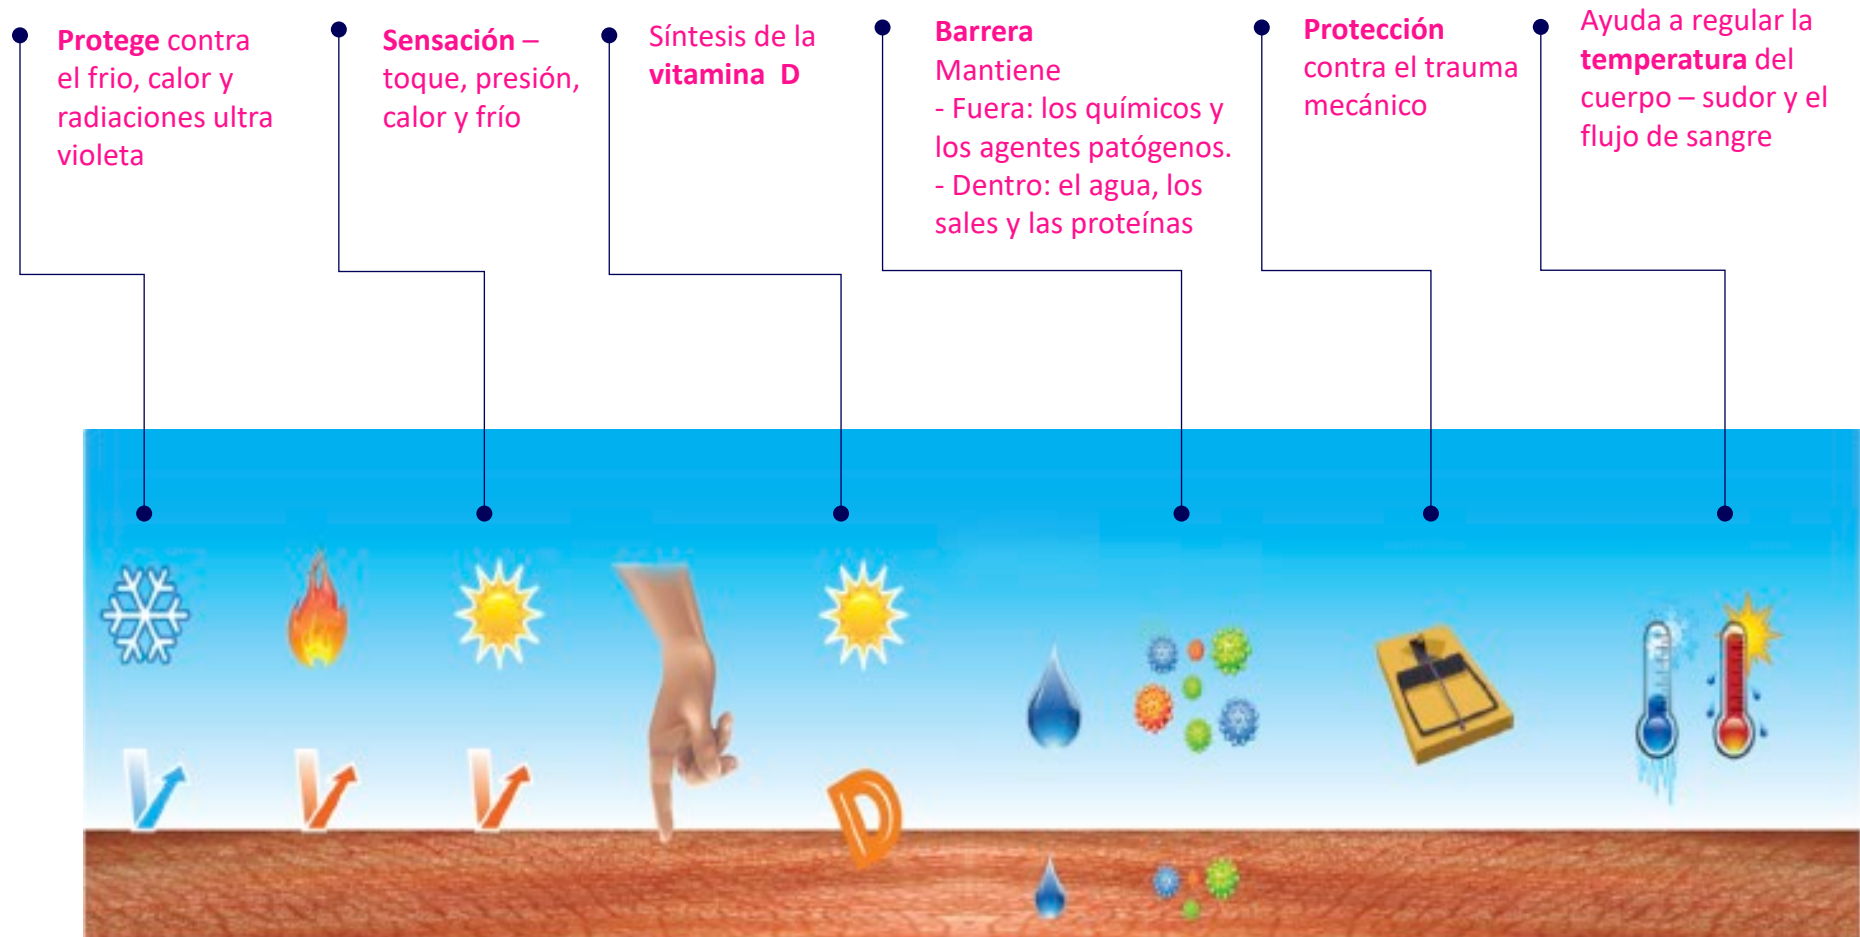 Protege contra
el frio, calor y
radiaciones ultra
violeta
Sensación –
toque, presión,
calor y frío
Síntesis de la
vitamina D
Barrera
Mantiene
- Fuera: los químicos y
los agentes patógenos.
- Dentro: el agua, los
sales y las proteínas
Protección
contra el trauma
mecánico
Ayuda a regular la
temperatura del
cuerpo – sudor y el
flujo de sangre
D